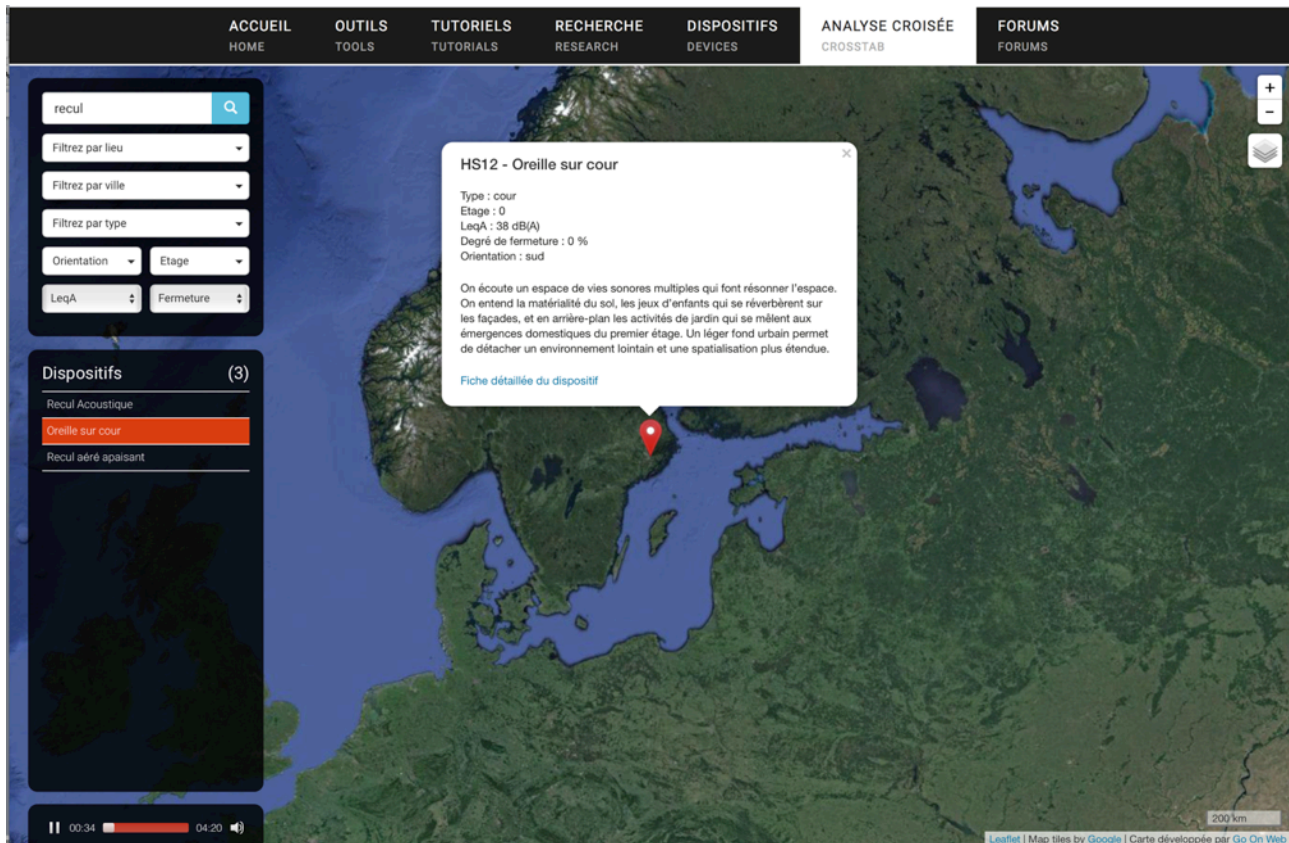 ACCUEIL OUTILS TUTORIELS RECHERCHE DISPOSITIFS ANALYSE CROISÉE FORUMS
HOME TOOLS TUTORIALS RESEARCH DEVICES CROSSTAB FORUMS
recul
Filtrez par lieu
Filtrez par ville
Filtrez par type
Orientation Etage
LeqA Fermeture
Dispositifs (3)
Recul Acoustique
Oreille sur cour
Recul aéré apaisant
00:34 04:20
HS12 - Oreille sur cour
×
Type : cour
Etage : 0
LeqA : 38 dB(A)
Degré de fermeture : 0 %
Orientation : sud
On écoute un espace de vies sonores multiples qui font résonner l'espace.
On entend la matérialité du sol, les jeux d'enfants qui se réverbèrent sur
les façades, et en arrière-plan les activités de jardin qui se mêlent aux
émergences domestiques du premier étage. Un léger fond urbain permet
de détacher un environnement lointain et une spatialisation plus étendue.
Fiche détaillée du dispositif
+
−
200 km
Leaflet | Map tiles by Google | Carte développée par Go On Web